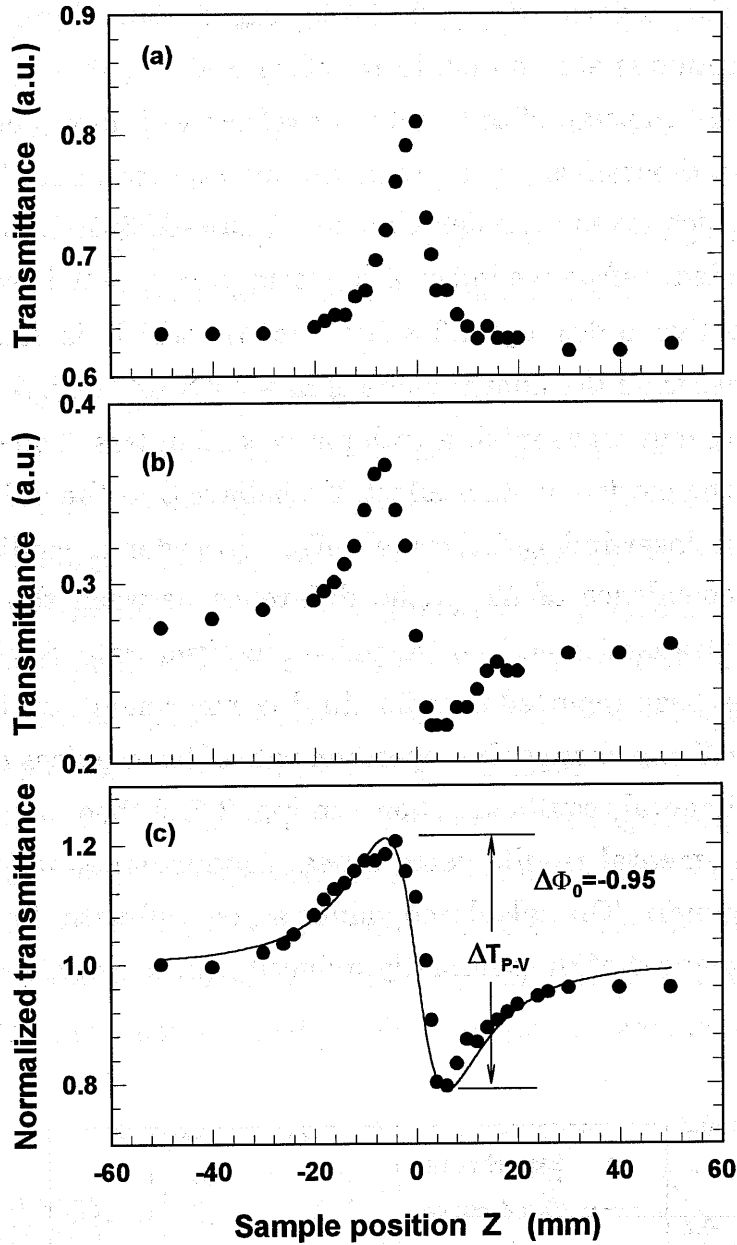 0.9
(a)
0.8
0.7
0.6
Transmittance (a.u.)
0.4
(b)
0.3
0.2
Transmittance (a.u.)
(c)
1.2
1.0
0.8
Normalized transmittance
ΔΦ0=-0.95
ΔTP-V
-60 -40 -20 0 20 40 60
Sample position Z (mm)